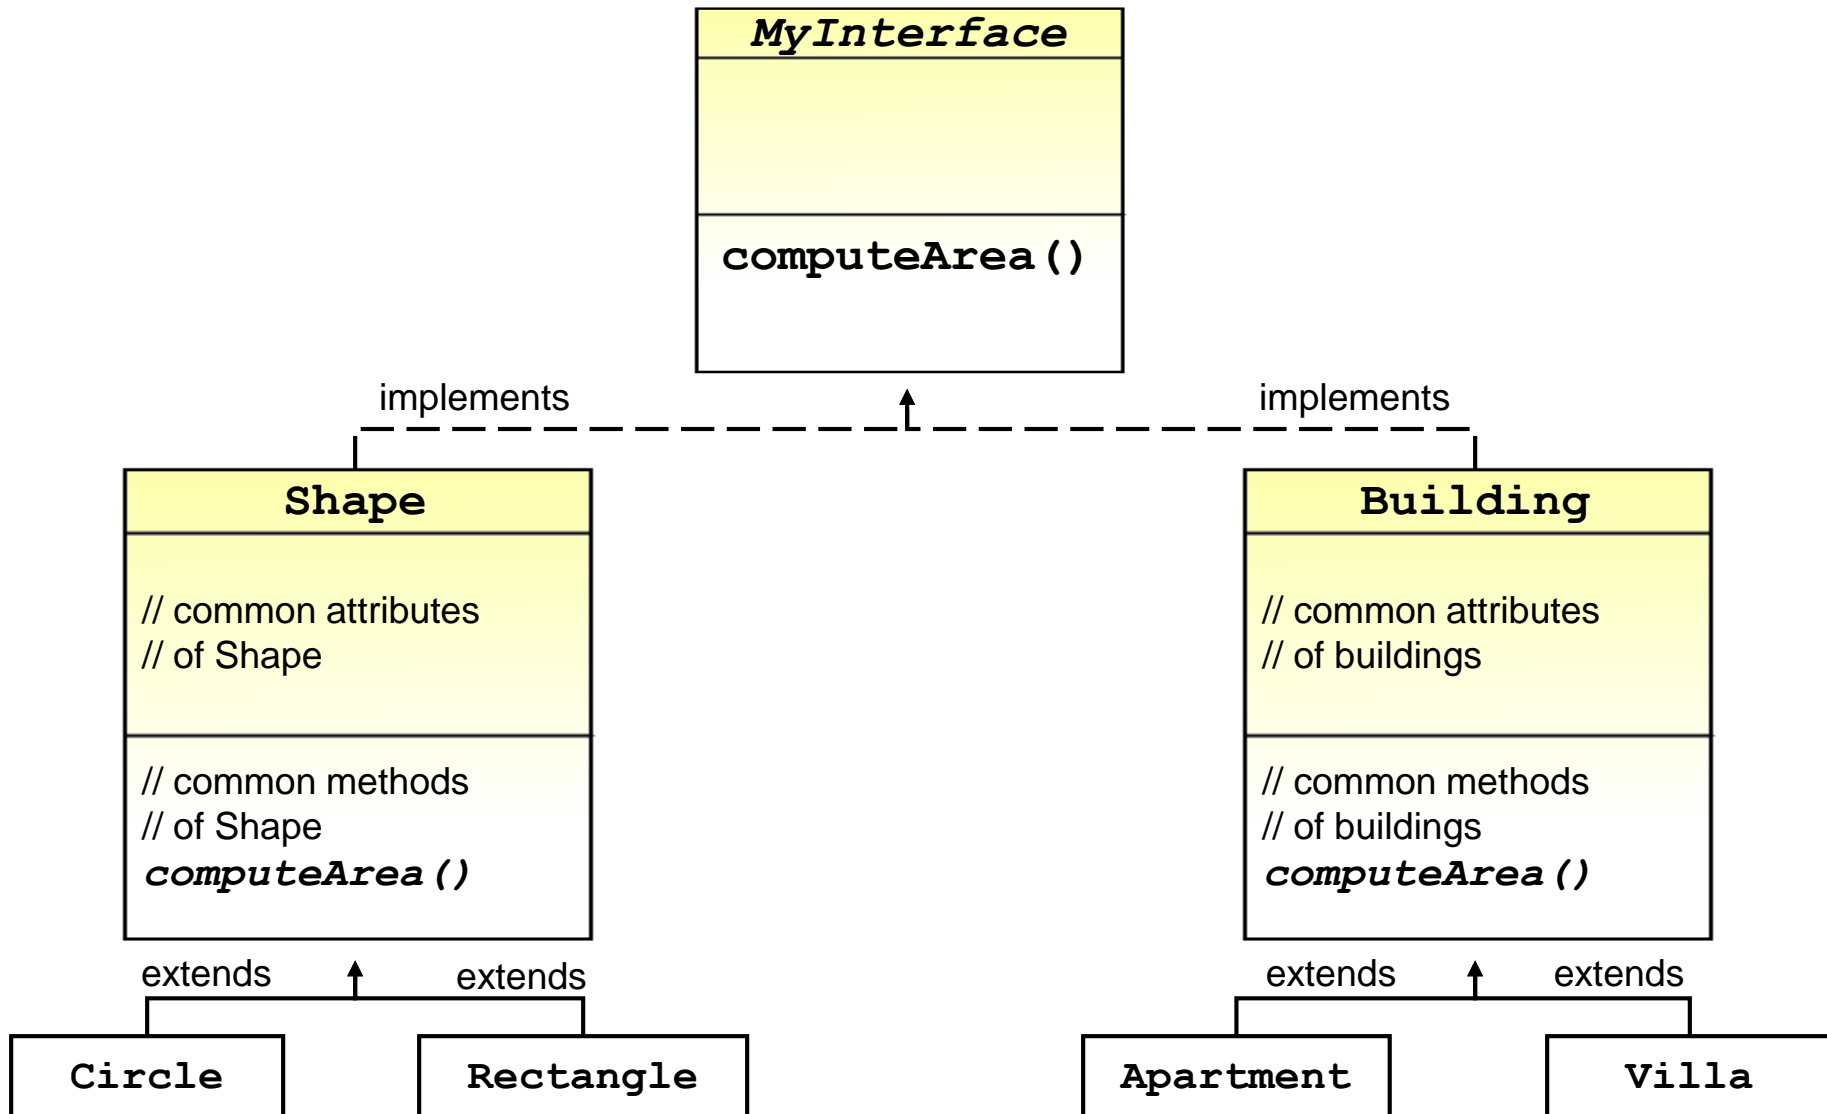 MyInterface
computeArea()
implements
implements
Shape
// common attributes
// of Shape
// common methods
// of Shape
computeArea()
Building
// common attributes
// of buildings
// common methods
// of buildings
computeArea()
extends
extends
extends
extends
Circle
Rectangle
Apartment
Villa